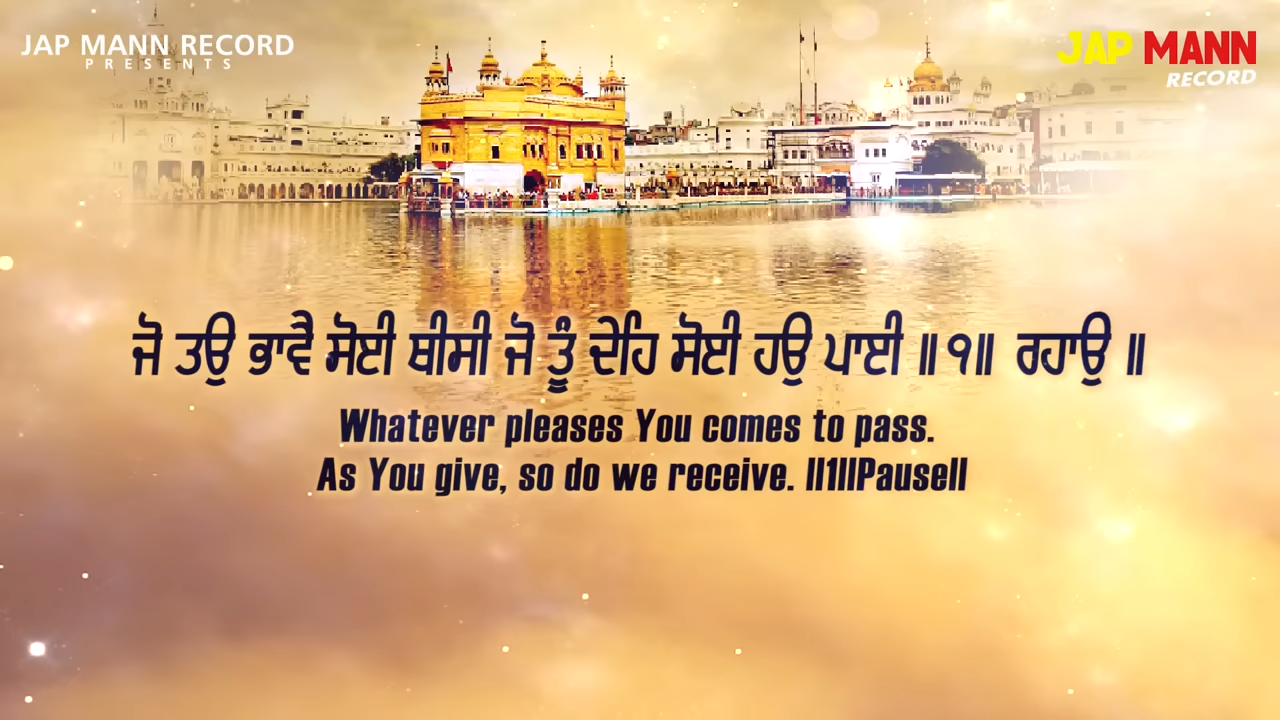 JAP MANN RECORD
PRESENTS
JAP MANN
RECORD
ਜੋ ਤਉ ਭਾਵੈ ਸੋਈ ਥੀਸੀ ਜੋ ਤੂੰ ਦੇਹਿ ਸੋਈ ਹਉ ਪਾਈ ॥੧॥ ਰਹਾਉ ॥
Whatever pleases You comes to pass.
As You give, so do we receive. ||1||Pause||